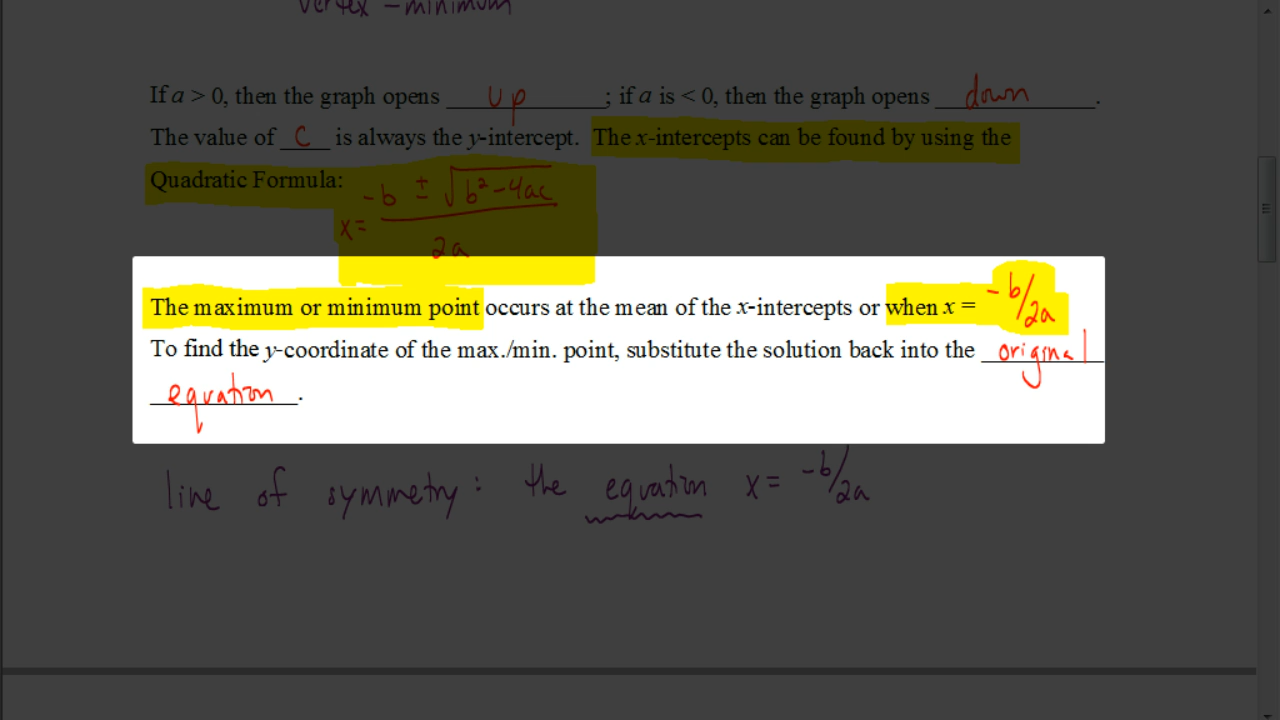 vertex - minimum
If a > 0, then the graph opens up ; if a is < 0, then the graph opens down .
The value of c is always the y-intercept. The x-intercepts can be found by using the
Quadratic Formula: x = -b ± √b² - 4ac / 2a
The maximum or minimum point occurs at the mean of the x-intercepts or when x = -b/2a
To find the y-coordinate of the max./min. point, substitute the solution back into the original
equation .
line of symmetry: the equation x = -b/2a